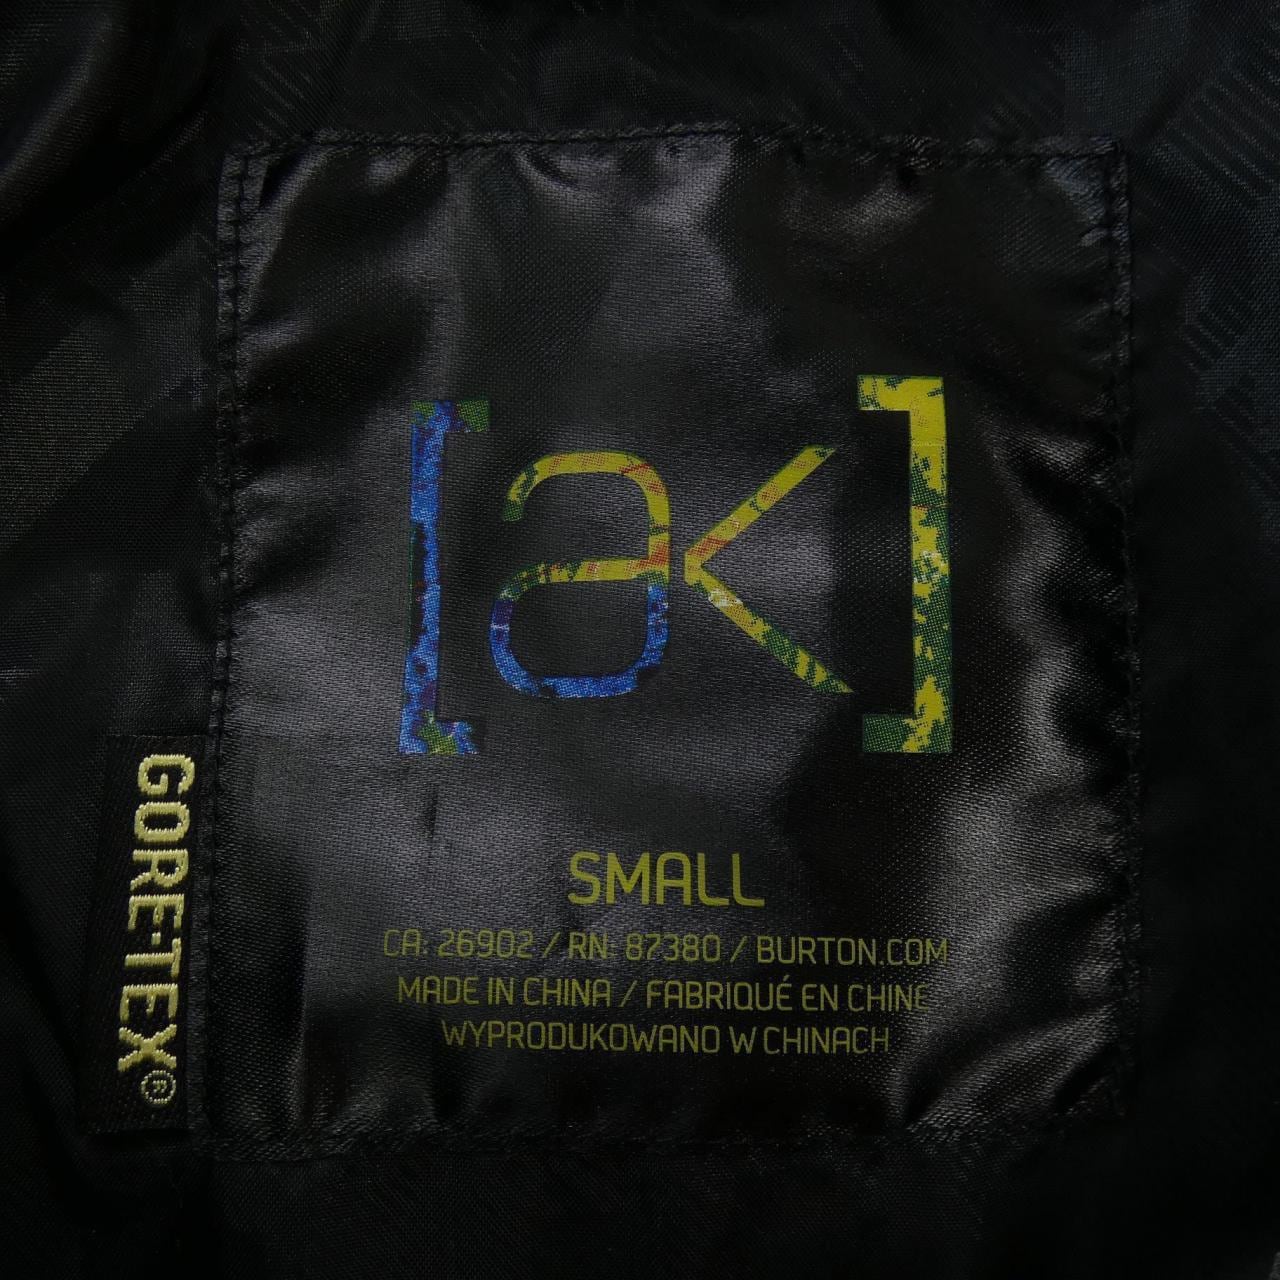 [ak]
SMALL
CA: 26902 / RN: 87380 / BURTON.COM
MADE IN CHINA / FABRIQUÉ EN CHINE
WYPRODUKOWANO W CHINACH
GORE-TEX®